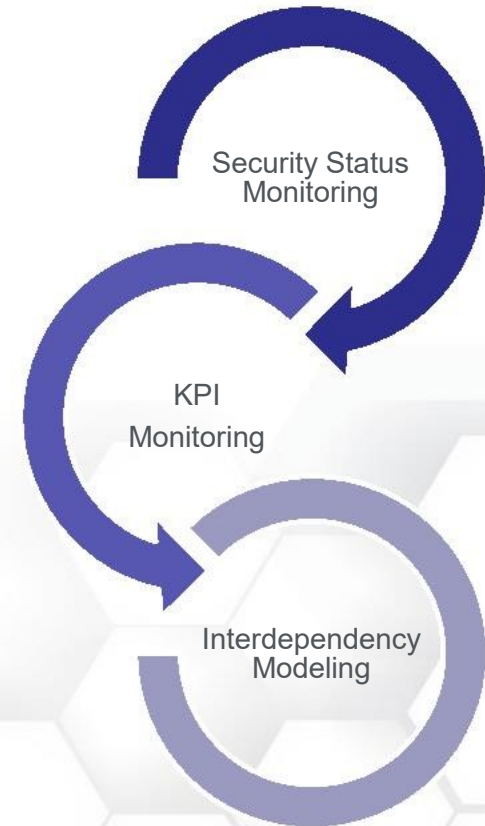 Security Status
Monitoring
KPI
Monitoring
Interdependency
Modeling